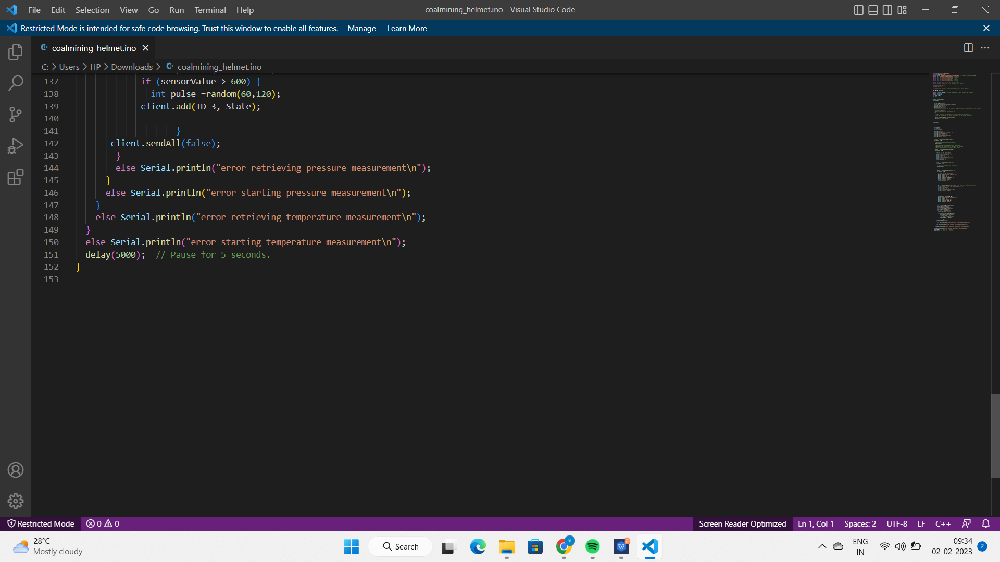 File Edit Selection View Go Run Terminal Help
coalmining_helmet.ino - Visual Studio Code
Restricted Mode is intended for safe code browsing. Trust this window to enable all features. Manage Learn More
coalmining_helmet.ino
C: > Users > HP > Downloads > coalmining_helmet.ino
137 if (sensorValue > 600) {
138 int pulse =random(60,120);
139 client.add(ID_3, State);
140
141 }
142 client.sendAll(false);
143 }
144 else Serial.println("error retrieving pressure measurement\n");
145 }
146 else Serial.println("error starting pressure measurement\n");
147 }
148 else Serial.println("error retrieving temperature measurement\n");
149 }
150 else Serial.println("error starting temperature measurement\n");
151 delay(5000); // Pause for 5 seconds.
152 }
153
Restricted Mode 0 0
Screen Reader Optimized Ln 1, Col 1 Spaces: 2 UTF-8 LF C++
28°C
Mostly cloudy
Search
ENG
IN
09:34
02-02-2023
2